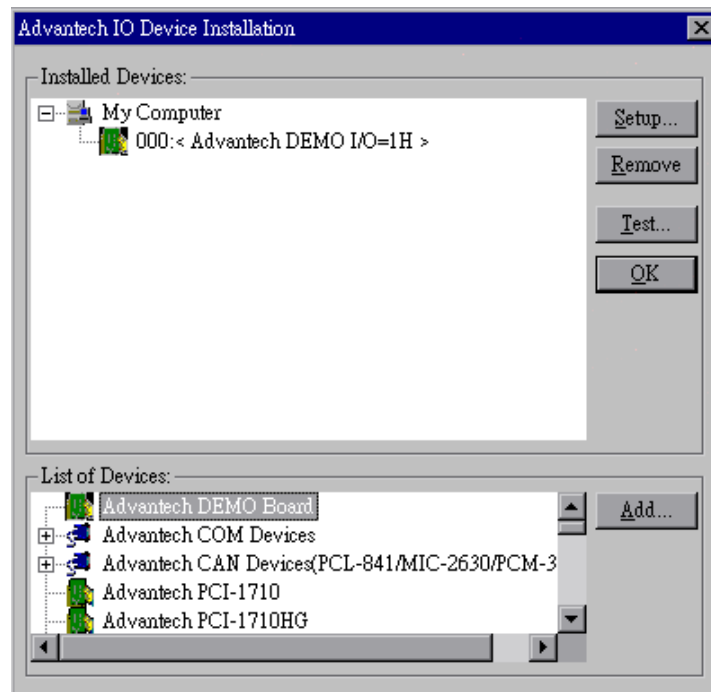 Advantech IO Device Installation
Installed Devices:
My Computer
000:< Advantech DEMO I/O=1H >
Setup...
Remove
Test...
OK
List of Devices:
Advantech DEMO Board
Advantech COM Devices
Advantech CAN Devices(PCL-841/MIC-2630/PCM-3
Advantech PCI-1710
Advantech PCI-1710HG
Add...